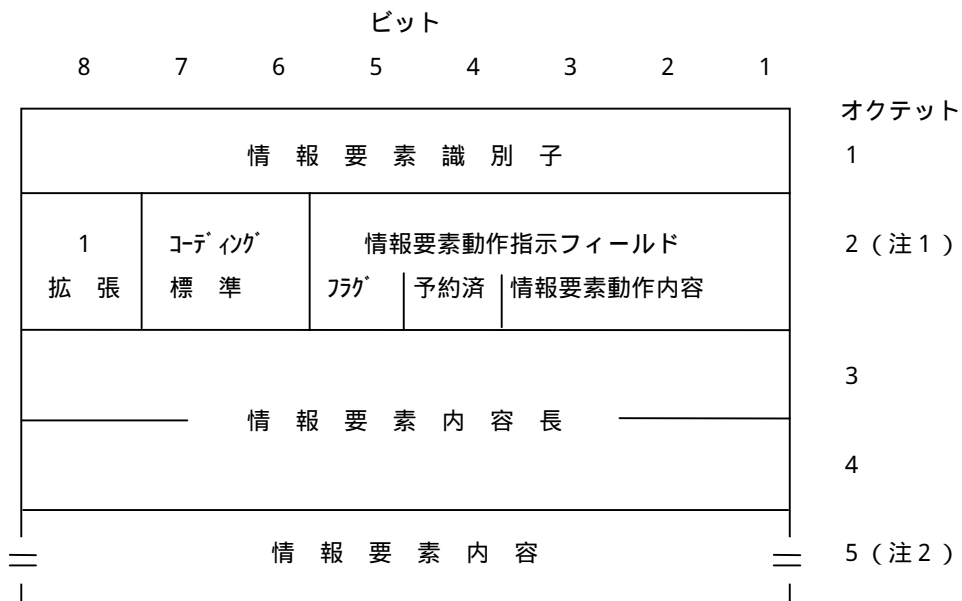 ビット
8 7 6 5 4 3 2 1
オクテット
情 報 要 素 識 別 子 1
1 ｺｰﾃﾞｨﾝｸﾞ 情報要素動作指示フィールド 2（注1）
拡 張 標 準 ﾌﾗｸﾞ 予約済 情報要素動作内容
3
情 報 要 素 内 容 長
4
情 報 要 素 内 容 5（注2）